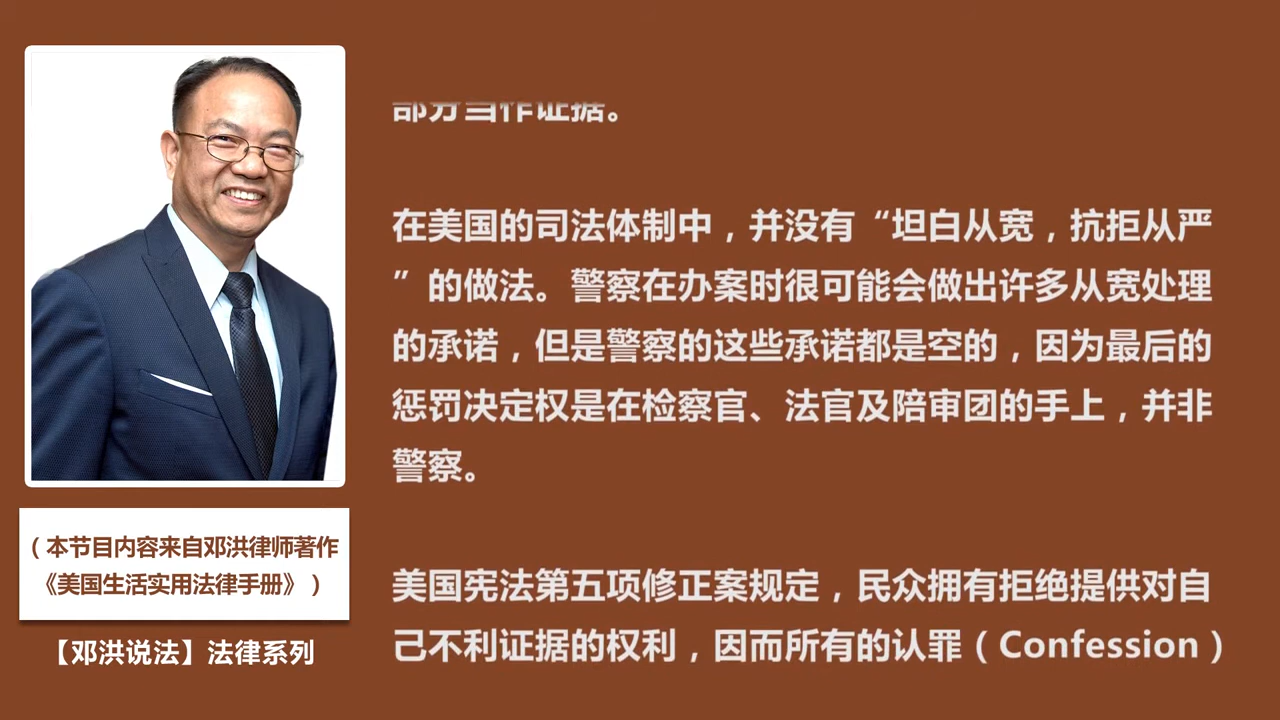 部分当作证据。
在美国的司法体制中，并没有“坦白从宽，抗拒从严
”的做法。警察在办案时很可能会做出许多从宽处理
的承诺，但是警察的这些承诺都是空的，因为最后的
惩罚决定权是在检察官、法官及陪审团的手上，并非
警察。
美国宪法第五项修正案规定，民众拥有拒绝提供对自
己不利证据的权利，因而所有的认罪（Confession）
（本节目内容来自邓洪律师著作
《美国生活实用法律手册》）
【邓洪说法】法律系列